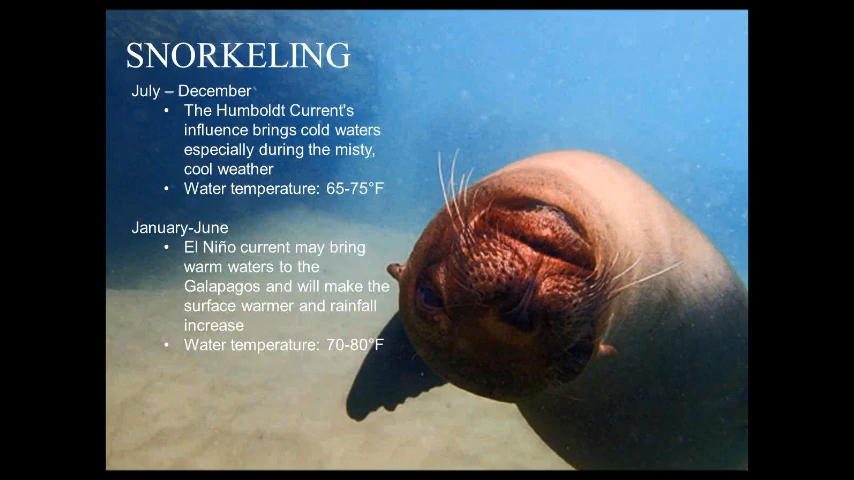 SNORKELING
July – December
• The Humboldt Current's
influence brings cold waters
especially during the misty,
cool weather
• Water temperature: 65-75°F
January-June
• El Niño current may bring
warm waters to the
Galapagos and will make the
surface warmer and rainfall
increase
• Water temperature: 70-80°F